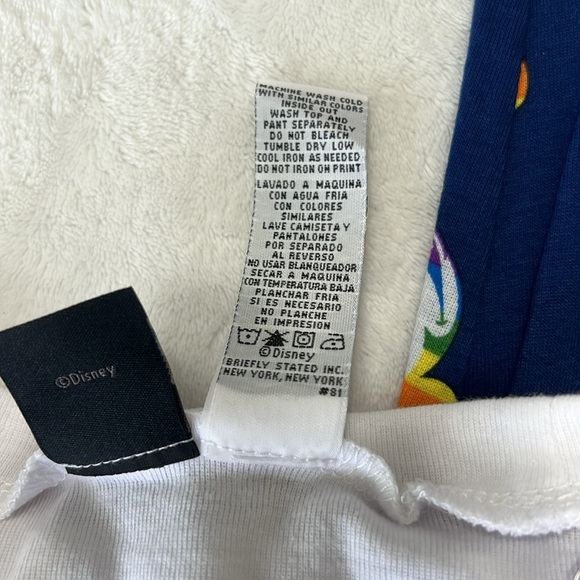 MACHINE WASH COLD
WITH SIMILAR COLORS
INSIDE OUT
WASH TOP AND
PANT SEPARATELY
DO NOT BLEACH
TUMBLE DRY LOW
COOL IRON AS NEEDED
DO NOT IRON OH PRINT
LAVADO A MAQUINA
CON AGUA FRIA
CON COLORES
SIMILARES
LAVE CAMISETA Y
PANTALONES
POR SEPARADO
AL REVERSO
NO USAR BLANQUEADOR
SECAR A MAQUINA
CON TEMPERATURA BAJA
PLANCHAR FRIA
SI ES NECESARIO
NO PLANCHE
EN IMPRESION
©Disney
BRIEFLY STATED INC.
NEW YORK, NEW YORK
#81
©Disney